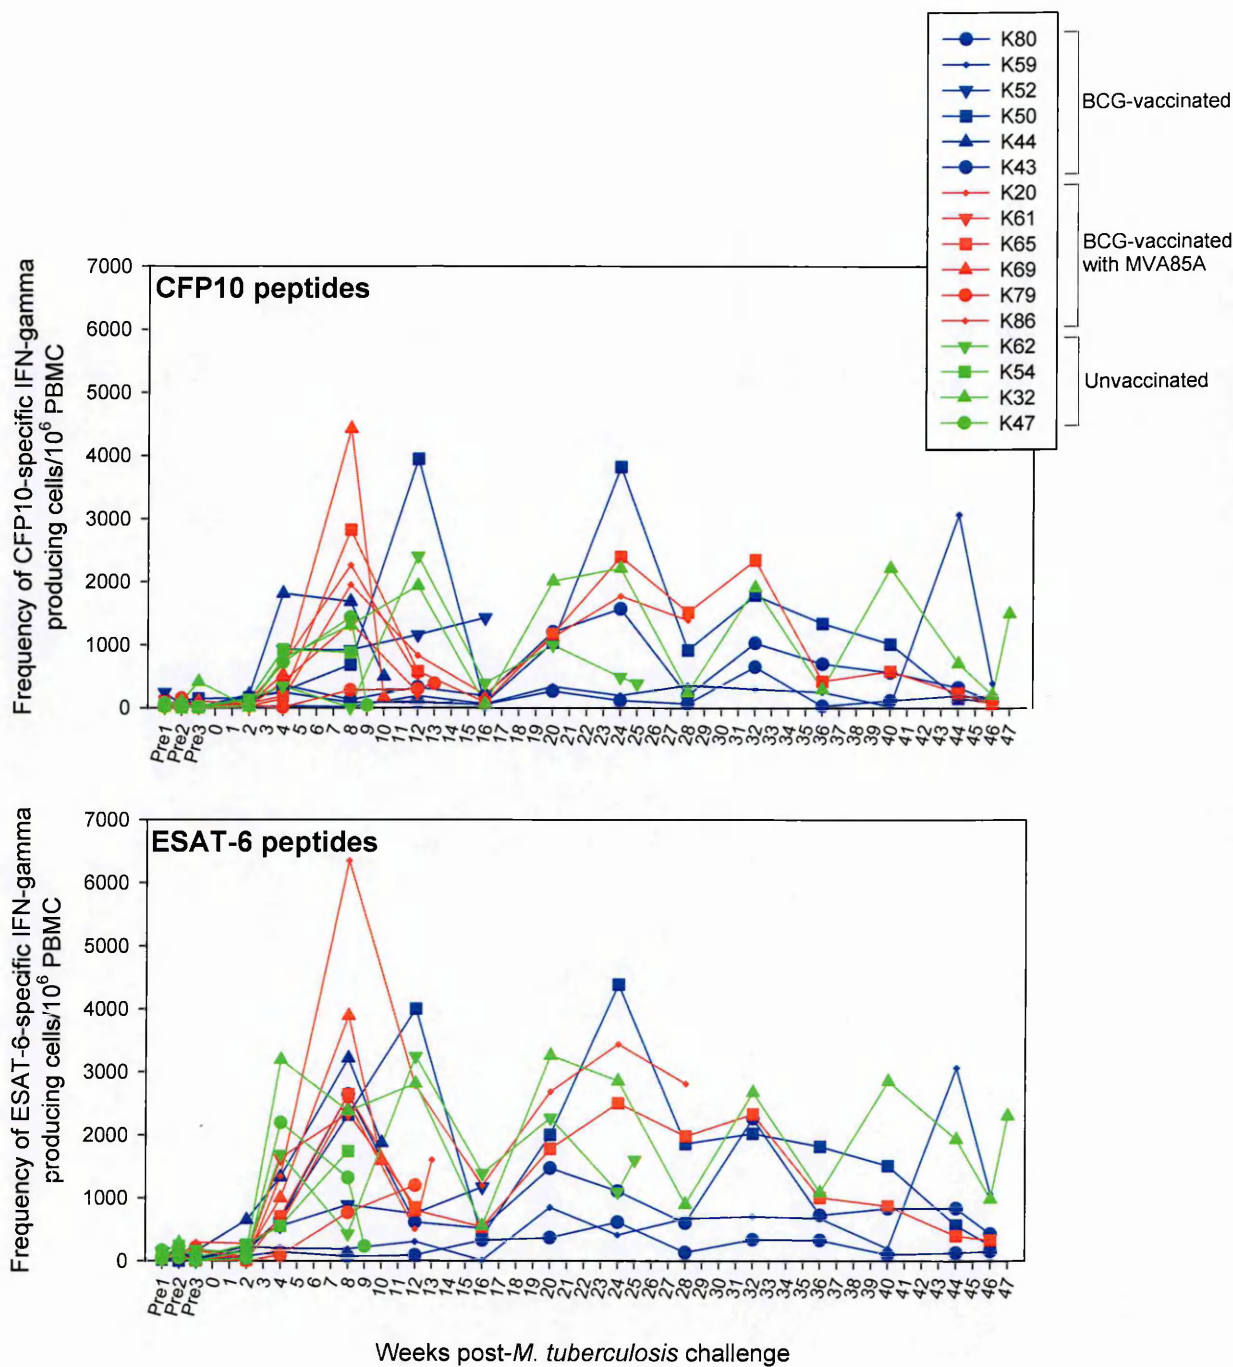 K80
K59
K52
K50
K44
K43
K20
K61
K65
K69
K79
K86
K62
K54
K32
K47
BCG-vaccinated
BCG-vaccinated
with MVA85A
Unvaccinated
Frequency of CFP10-specific IFN-gamma
producing cells/10⁶ PBMC
7000
6000
5000
4000
3000
2000
1000
0
CFP10 peptides
Pre1 Pre2 Pre3 0 1 2 3 4 5 6 7 8 9 10 11 12 13 14 15 16 17 18 19 20 21 22 23 24 25 26 27 28 29 30 31 32 33 34 35 36 37 38 39 40 41 42 43 44 45 46 47
Frequency of ESAT-6-specific IFN-gamma
producing cells/10⁶ PBMC
7000
6000
5000
4000
3000
2000
1000
0
ESAT-6 peptides
Pre1 Pre2 Pre3 0 1 2 3 4 5 6 7 8 9 10 11 12 13 14 15 16 17 18 19 20 21 22 23 24 25 26 27 28 29 30 31 32 33 34 35 36 37 38 39 40 41 42 43 44 45 46 47
Weeks post-M. tuberculosis challenge